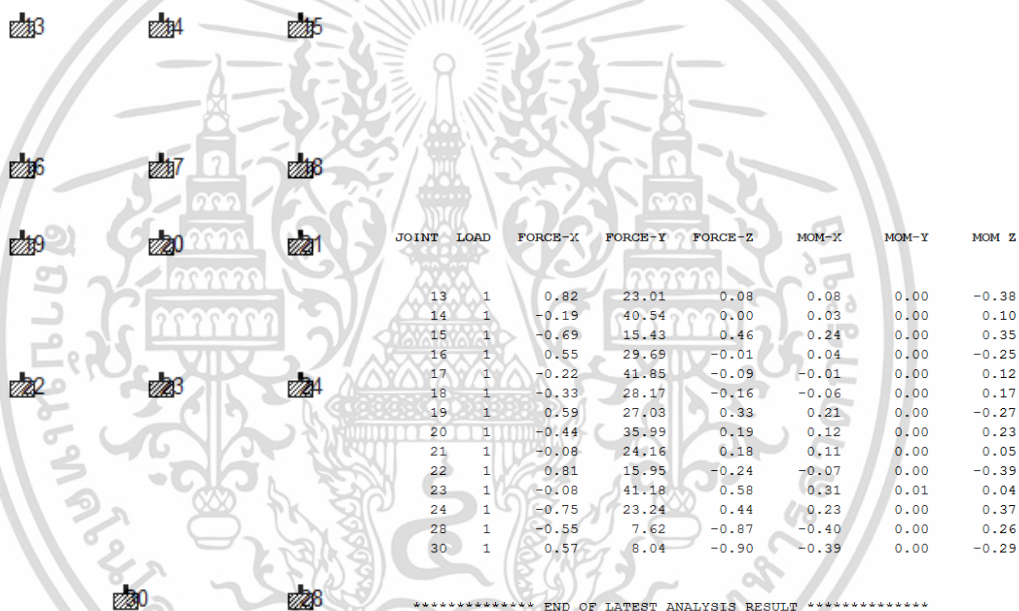 13 14 15
16 17 18
19 20 21
22 23 24
30 28
JOINT LOAD FORCE-X FORCE-Y FORCE-Z MOM-X MOM-Y MOM Z
13 1 0.82 23.01 0.08 0.08 0.00 -0.38
14 1 -0.19 40.54 0.00 0.03 0.00 0.10
15 1 -0.69 15.43 0.46 0.24 0.00 0.35
16 1 0.55 29.69 -0.01 0.04 0.00 -0.25
17 1 -0.22 41.85 -0.09 -0.01 0.00 0.12
18 1 -0.33 28.17 -0.16 -0.06 0.00 0.17
19 1 0.59 27.03 0.33 0.21 0.00 -0.27
20 1 -0.44 35.99 0.19 0.12 0.00 0.23
21 1 -0.08 24.16 0.18 0.11 0.00 0.05
22 1 0.81 15.95 -0.24 -0.07 0.00 -0.39
23 1 -0.08 41.18 0.58 0.31 0.01 0.04
24 1 -0.75 23.24 0.44 0.23 0.00 0.37
28 1 -0.55 7.62 -0.87 -0.40 0.00 0.26
30 1 0.57 8.04 -0.90 -0.39 0.00 -0.29
************** END OF LATEST ANALYSIS RESULT **************